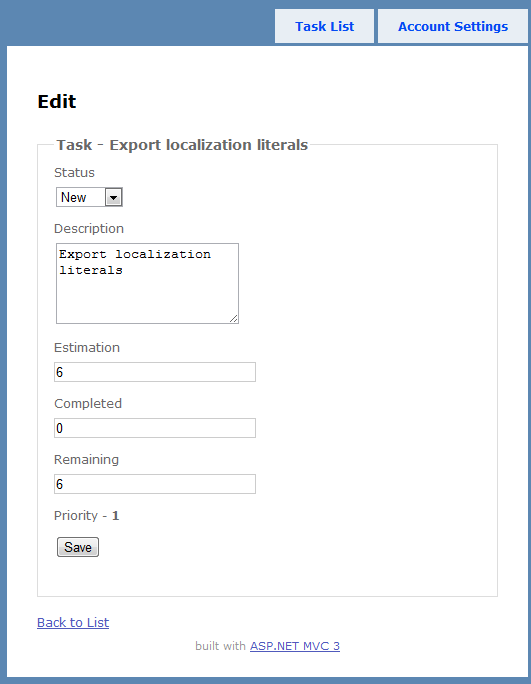 Task List Account Settings
Edit
Task - Export localization literals
Status
New
Description
Export localization
literals
Estimation
6
Completed
0
Remaining
6
Priority - 1
Save
Back to List
built with ASP.NET MVC 3